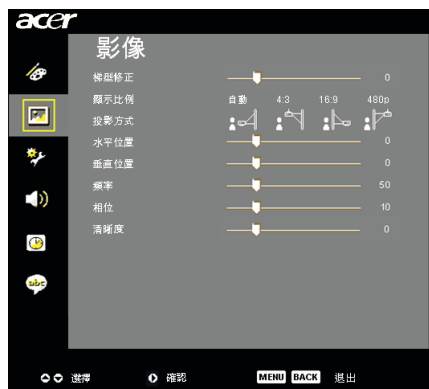 acer
影像
梯型修正 0
顯示比例 自動 4:3 16:9 480p
投影方式
水平位置 0
垂直位置 0
頻率 50
相位 10
清晰度 0
abc
選擇 確認 MENU BACK 退出